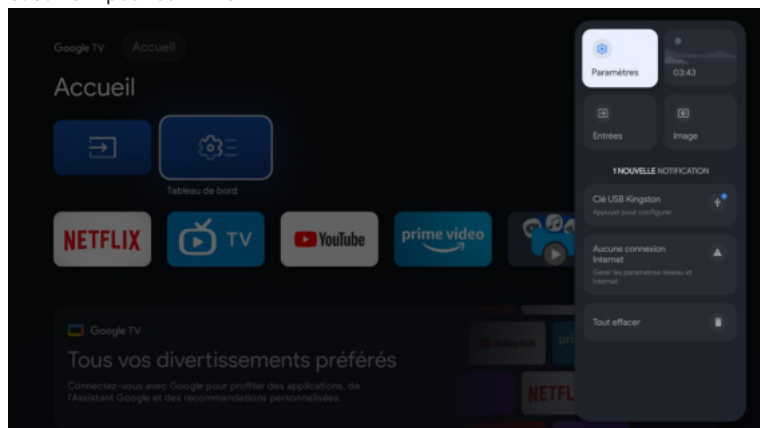 Google TV
Accueil
Accueil
Tableau de bord
NETFLIX
TV
YouTube
prime video
Google TV
Tous vos divertissements préférés
Connectez-vous avec Google pour profiter des applications, de
l'Assistant Google et des recommandations personnalisées.
YouTube Kids
pri
NETFL
Paramètres
03:43
Entrées
Image
1 NOUVELLE NOTIFICATION
Clé USB Kingston
Appuyer pour configurer
Aucune connexion
Internet
Gérer les paramètres réseau et
Internet
Tout effacer